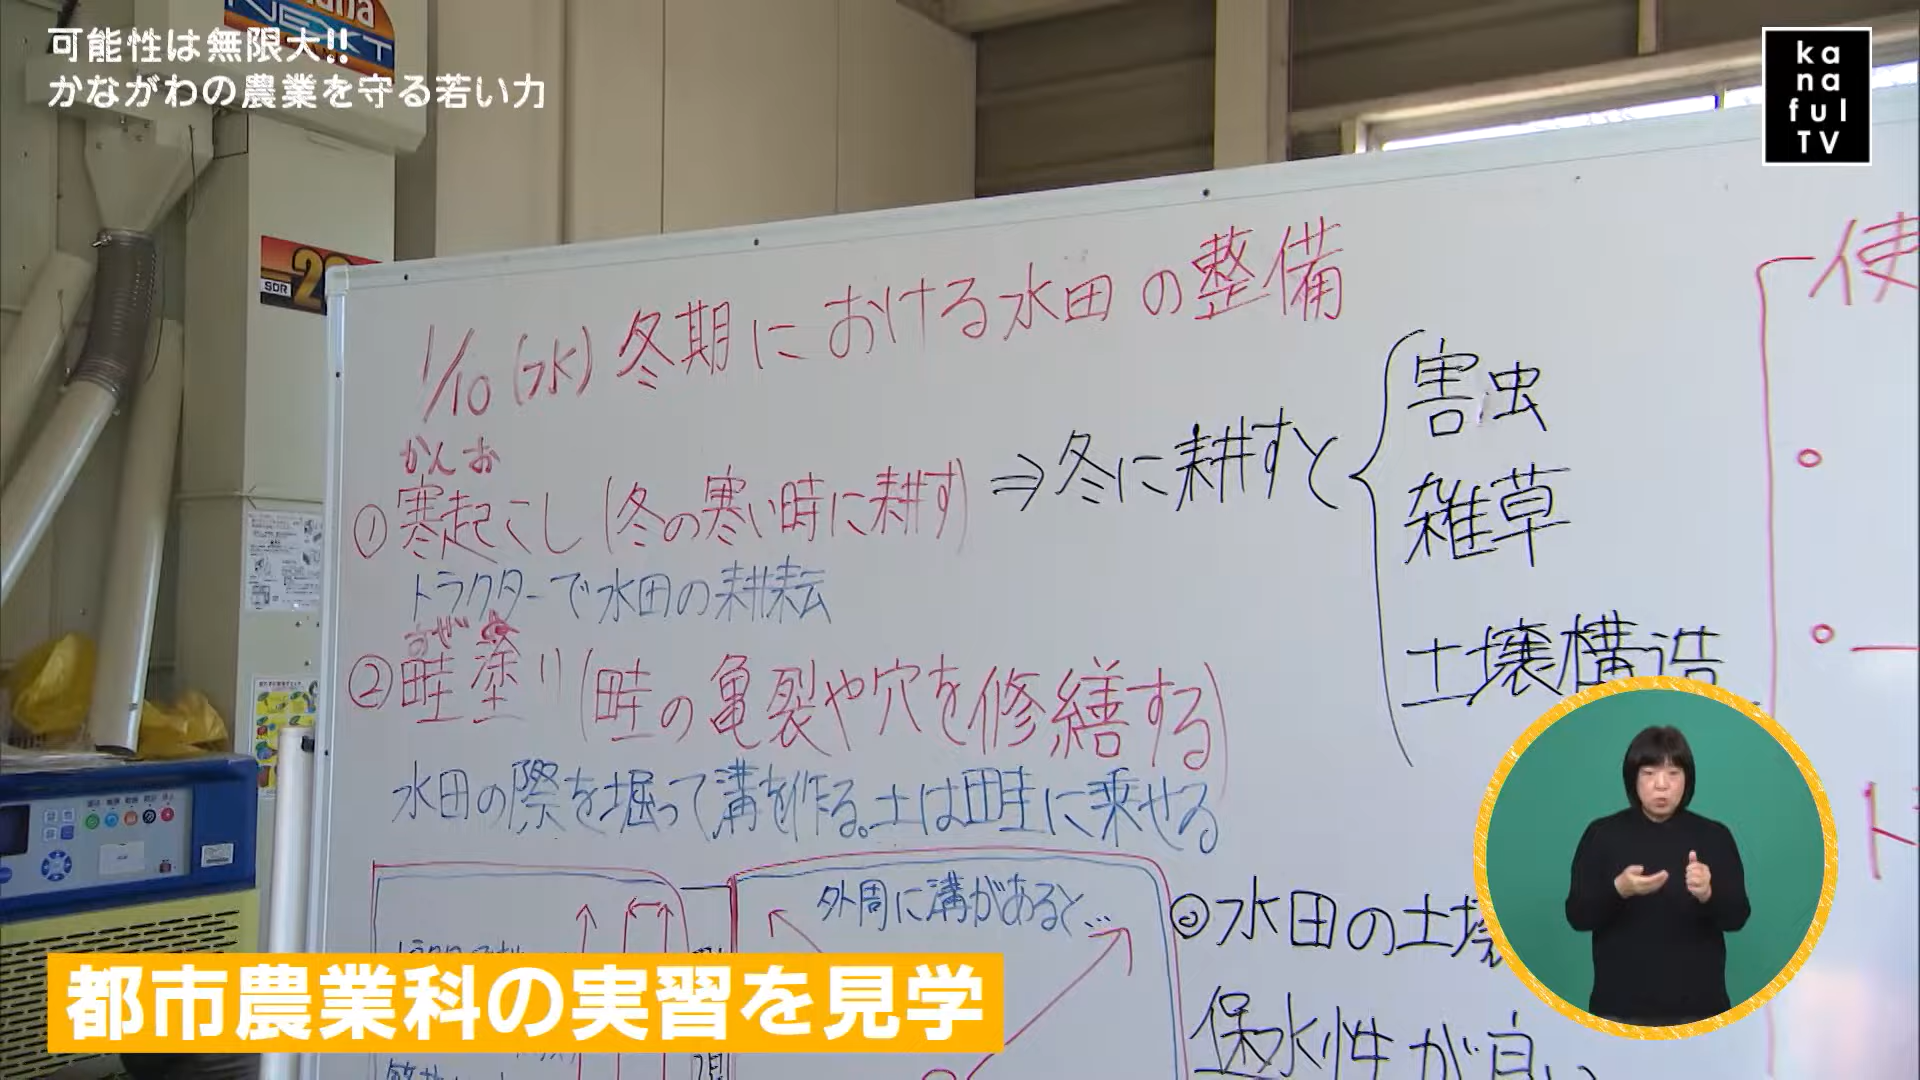 可能性は無限大!!
かながわの農業を守る若い力
ka
na
ful
TV
SDR
1/10(水) 冬期における水田の整備
かんお
①寒起こし(冬の寒い時に耕す)⇒冬に耕すと
害虫
雑草
土壌構造
トラクターで水田の耕耘
②畦塗り(畦の亀裂や穴を修繕する)
水田の際を掘って溝を作る。土は畦に乗せる
外周に溝があると…
水田の土壌
保水性が良い
使
都市農業科の実習を見学